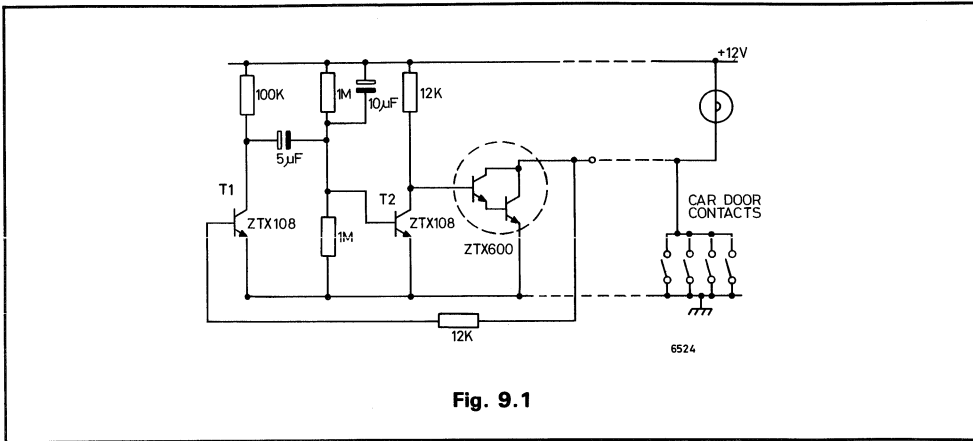 +12V
100K
1M
10µF
12K
5µF
T1
ZTX108
1M
T2
ZTX108
ZTX600
CAR DOOR
CONTACTS
12K
6524
Fig. 9.1